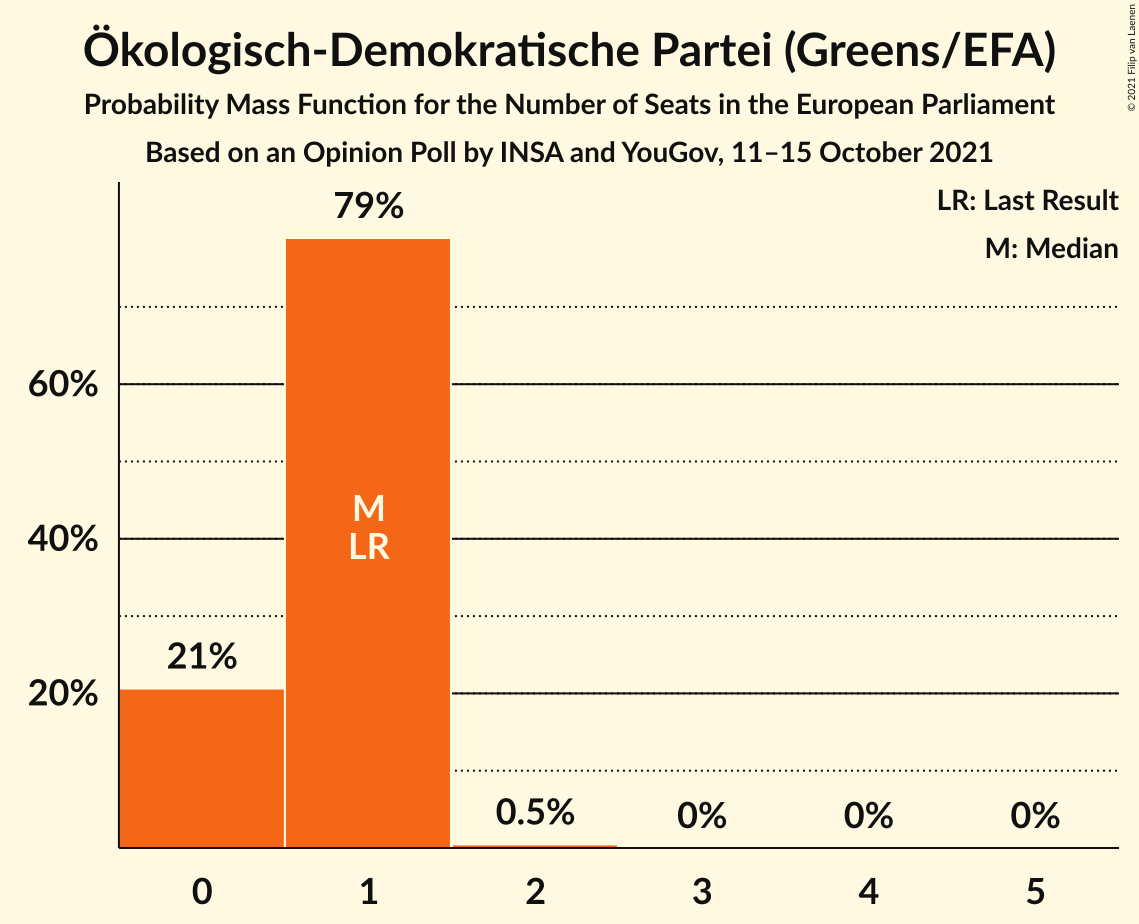 Ökologisch-Demokratische Partei (Greens/EFA)
Probability Mass Function for the Number of Seats in the European Parliament
Based on an Opinion Poll by INSA and YouGov, 11–15 October 2021
© 2021 Filip van Laenen
LR: Last Result
M: Median
79%
60%
M
40%
LR
21%
20%
0.5%
0%
0%
0%
0
1
2
3
4
5